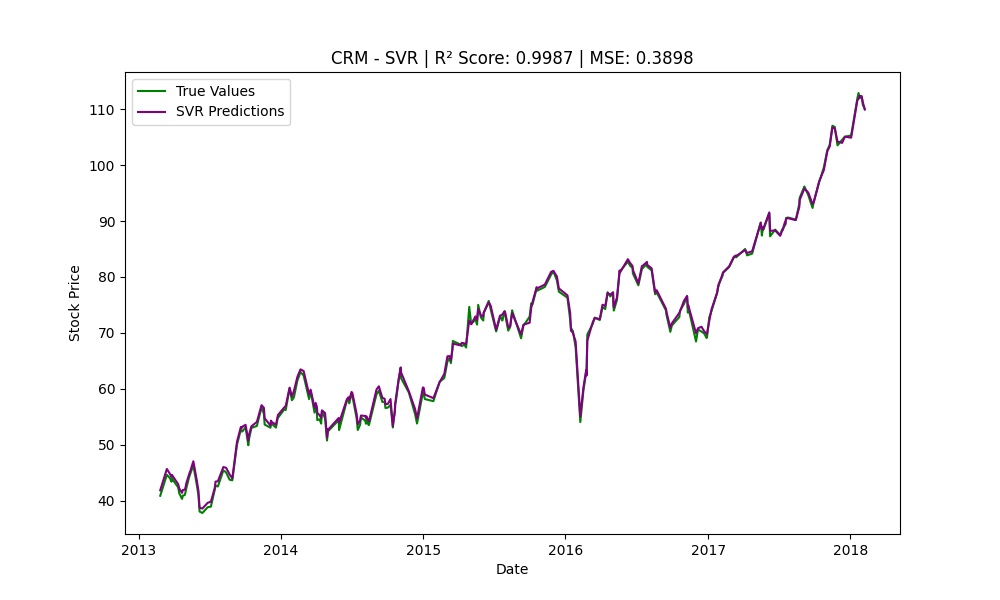 CRM - SVR | R² Score: 0.9987 | MSE: 0.3898
True Values
SVR Predictions
110
100
90
80
70
60
50
40
Stock Price
2013 2014 2015 2016 2017 2018
Date